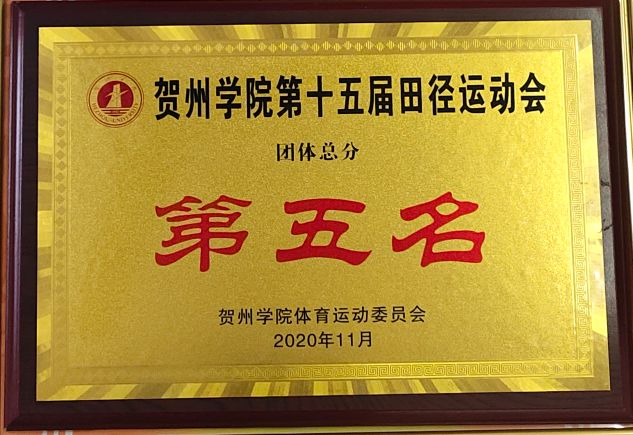 贺州学院第十五届田径运动会
团体总分
第五名
贺州学院体育运动委员会
2020年11月